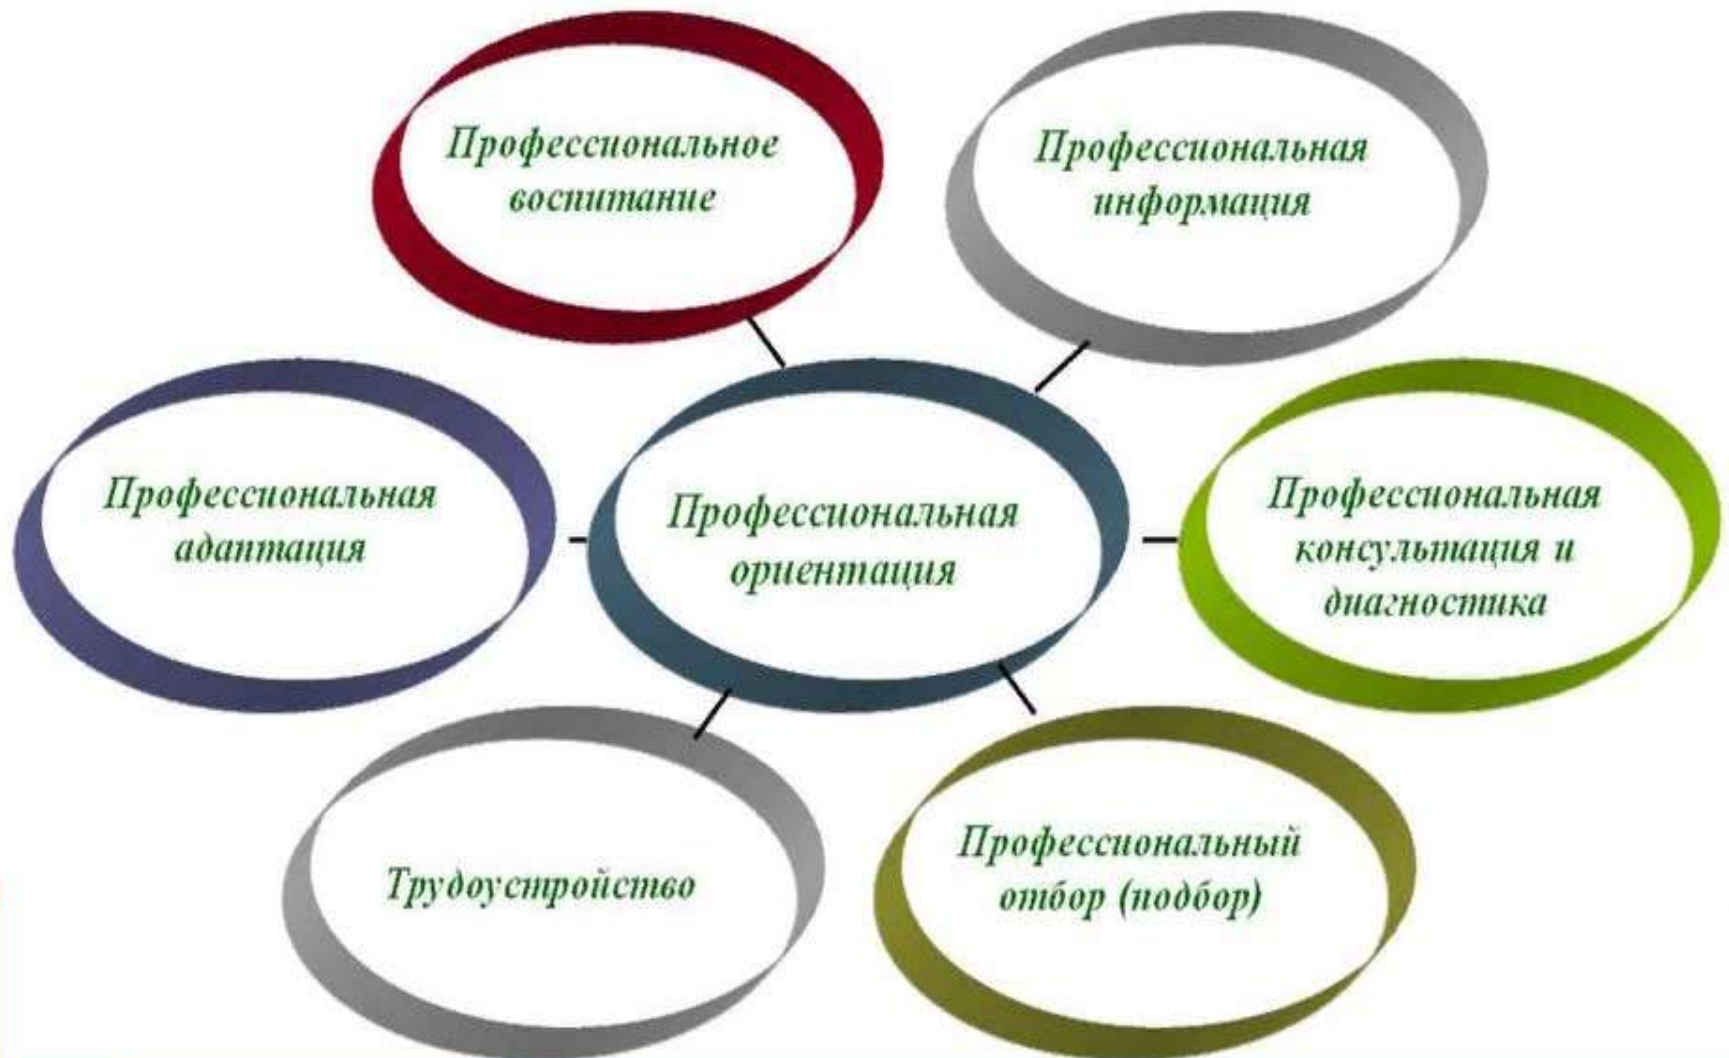 Профессиональное
воспитание
Профессиональная
информация
Профессиональная
адаптация
Профессиональная
ориентация
Профессиональная
консультация и
диагностика
Трудоустройство
Профессиональный
отбор (подбор)